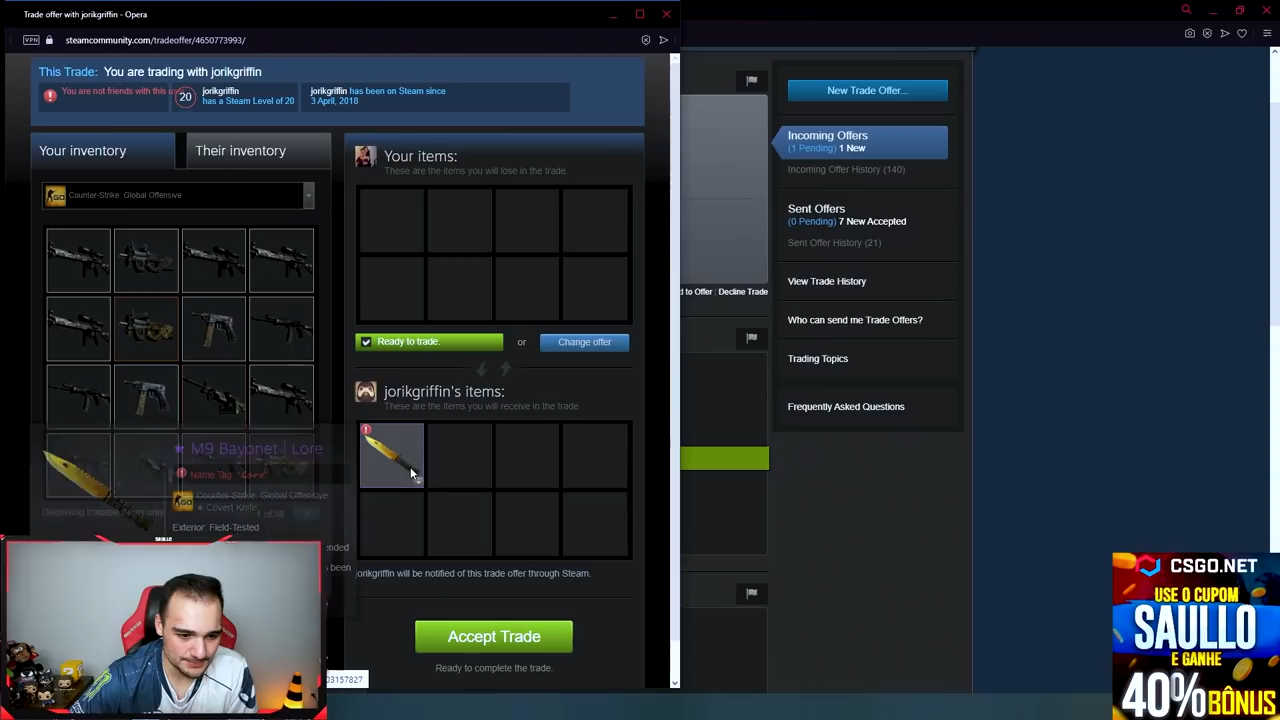 Trade offer with jorikgriffin - Opera
VPN
steamcommunity.com/tradeoffer/4650773993/
This Trade: You are trading with jorikgriffin
You are not friends with this
20
jorikgriffin
has a Steam Level of 20
jorikgriffin has been on Steam since
3 April, 2018
Your inventory
Their inventory
Counter-Strike: Global Offensive
Your items:
These are the items you will lose in the trade.
Ready to trade.
or
Change offer
jorikgriffin's items:
These are the items you will receive in the trade.
★ M9 Bayonet | Lore
Name Tag:
Counter-Strike: Global Offensive
★ Covert Knife
Exterior: Field-Tested
jorikgriffin will be notified of this trade offer through Steam.
Accept Trade
Ready to complete the trade.
03157827
d to Offer | Decline Trade
New Trade Offer...
Incoming Offers
(1 Pending) 1 New
Incoming Offer History (140)
Sent Offers
(0 Pending) 7 New Accepted
Sent Offer History (21)
View Trade History
Who can send me Trade Offers?
Trading Topics
Frequently Asked Questions
SAULLO
CSGO.NET
USE O CUPOM
SAULLO
E GANHE
40% BÔNUS